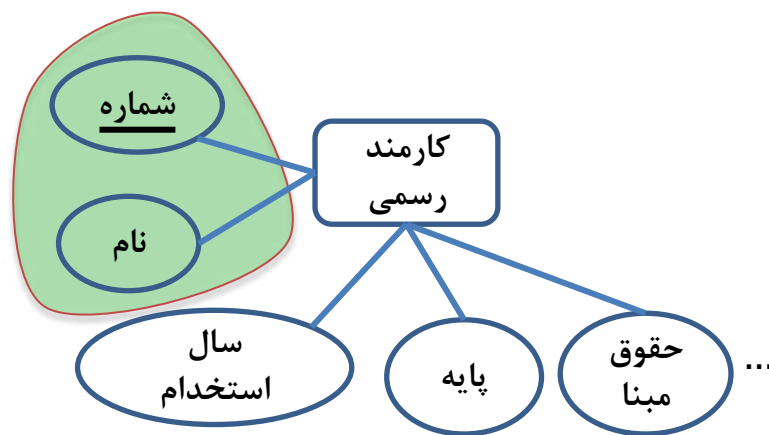 شماره
کارمند
رسمی
نام
سال
استخدام
پایه
حقوق
مبنا
...